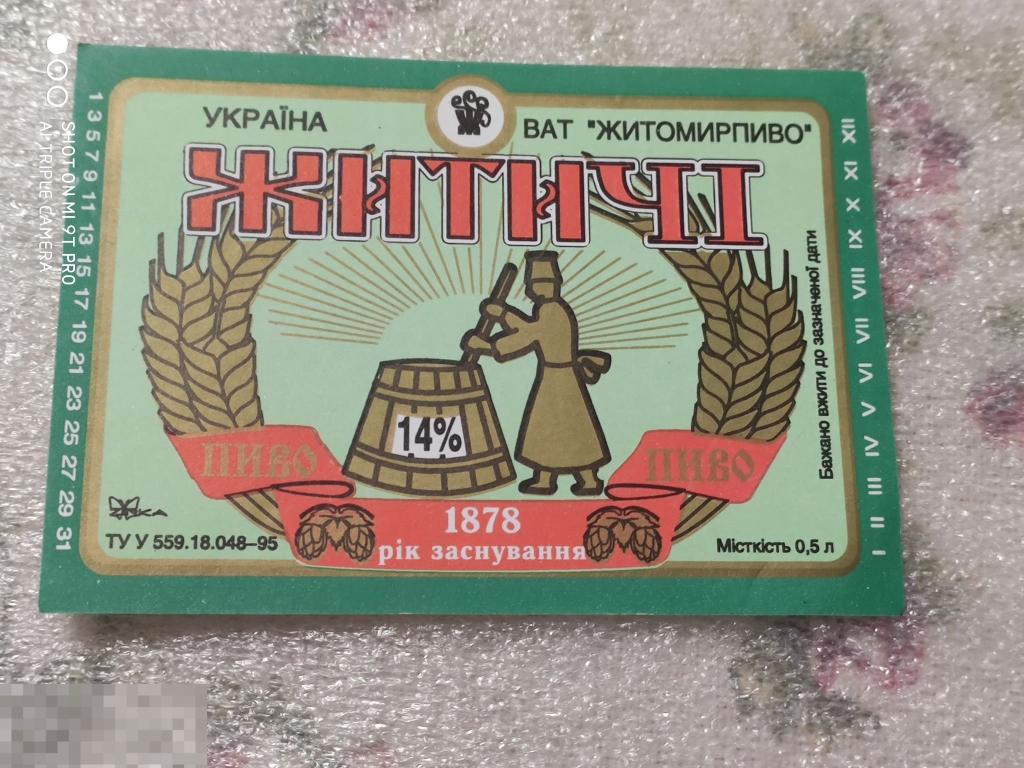 УКРАЇНА
ВАТ "ЖИТОМИРПИВО"
ЖИТИЧІ
14%
ПИВО
ПИВО
1878
рік заснування
ТУ У 559.18.048–95
Місткість 0,5 л
Бажано вжити до зазначеної дати
1 3 5 7 9 11 13 15 17 19 21 23 25 27 29 31
I II III IV V VI VII VIII IX X XI XII
SHOT ON MI 9T PRO
AI TRIPLE CAMERA